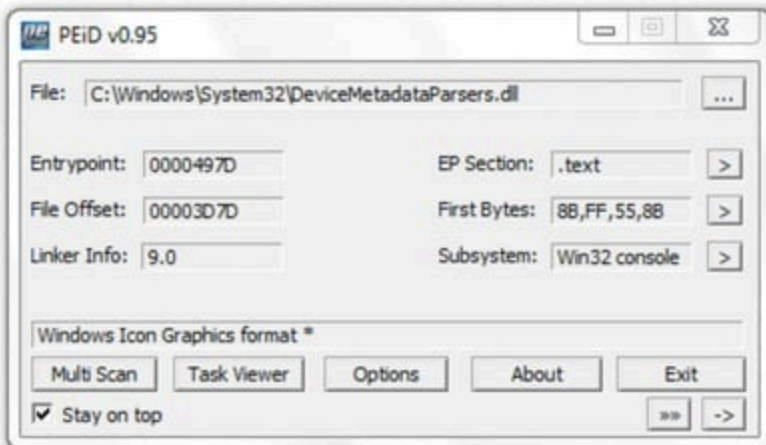 PEiD v0.95
File: C:\Windows\System32\DeviceMetadataParsers.dll ...
Entrypoint: 0000497D EP Section: .text >
File Offset: 00003D7D First Bytes: 8B,FF,55,8B >
Linker Info: 9.0 Subsystem: Win32 console >
Windows Icon Graphics format *
Multi Scan Task Viewer Options About Exit
Stay on top »» ->